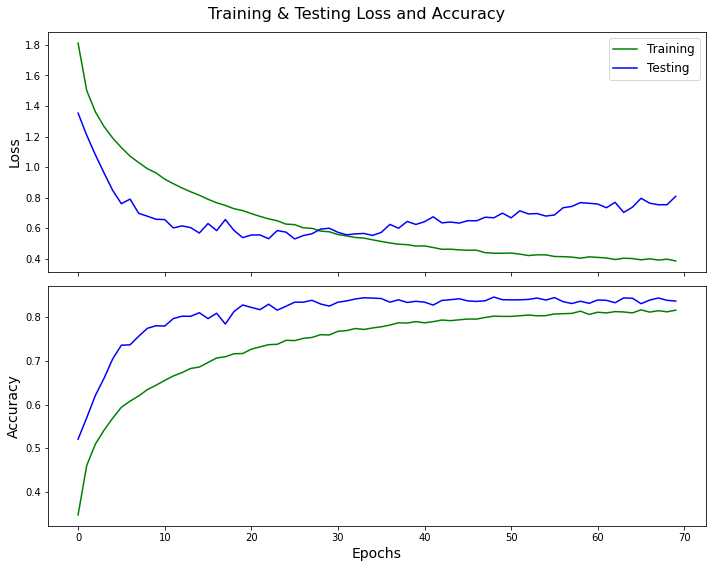 Training & Testing Loss and Accuracy
Training
Testing
Loss
1.8
1.6
1.4
1.2
1.0
0.8
0.6
0.4
Accuracy
0.8
0.7
0.6
0.5
0.4
0 10 20 30 40 50 60 70
Epochs